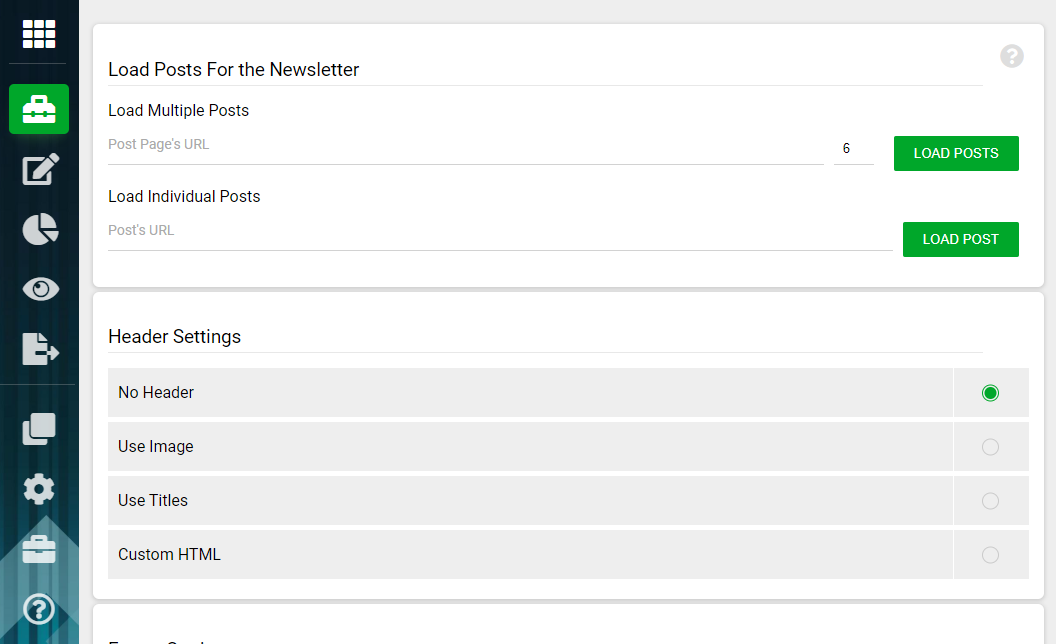 Load Posts For the Newsletter
?
Load Multiple Posts
Post Page's URL
6
LOAD POSTS
Load Individual Posts
Post's URL
LOAD POST
Header Settings
No Header
Use Image
Use Titles
Custom HTML
?